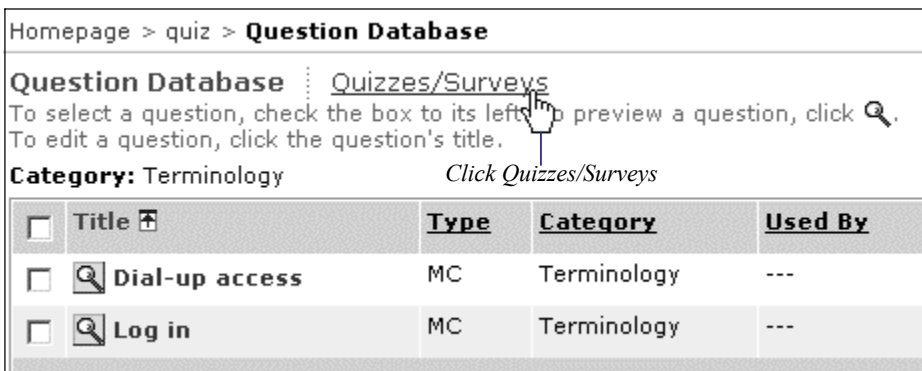 Homepage > quiz > Question Database
Question Database Quizzes/Surveys
To select a question, check the box to its left. preview a question, click .
To edit a question, click the question's title.
Category: Terminology Click Quizzes/Surveys
Title Type Category Used By
Dial-up access MC Terminology ---
Log in MC Terminology ---